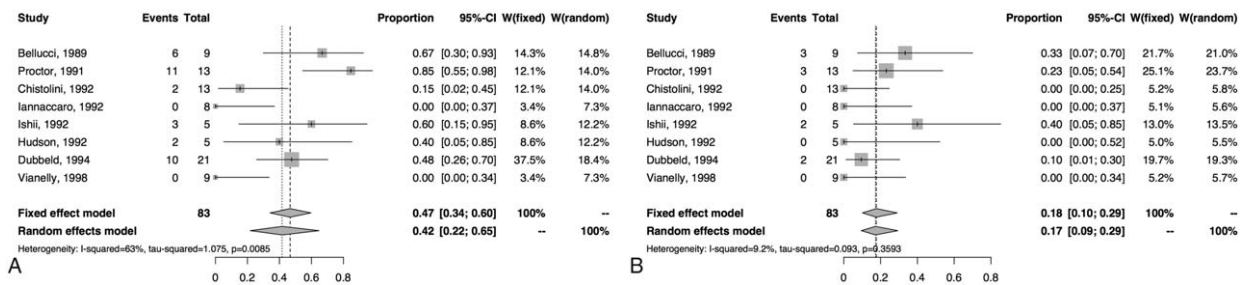 Study Events Total Proportion 95%-CI W(fixed) W(random)
Bellucci, 1989 6 9 0.67 [0.30; 0.93] 14.3% 14.8%
Proctor, 1991 11 13 0.85 [0.55; 0.98] 12.1% 14.0%
Chistolini, 1992 2 13 0.15 [0.02; 0.45] 12.1% 14.0%
Iannaccaro, 1992 0 8 0.00 [0.00; 0.37] 3.4% 7.3%
Ishii, 1992 3 5 0.60 [0.15; 0.95] 8.6% 12.2%
Hudson, 1992 2 5 0.40 [0.05; 0.85] 8.6% 12.2%
Dubbeld, 1994 10 21 0.48 [0.26; 0.70] 37.5% 18.4%
Vianelly, 1998 0 9 0.00 [0.00; 0.34] 3.4% 7.3%
Fixed effect model 83 0.47 [0.34; 0.60] 100% --
Random effects model 0.42 [0.22; 0.65] -- 100%
Heterogeneity: I-squared=63%, tau-squared=1.075, p=0.0085
A
0 0.2 0.4 0.6 0.8
Study Events Total Proportion 95%-CI W(fixed) W(random)
Bellucci, 1989 3 9 0.33 [0.07; 0.70] 21.7% 21.0%
Proctor, 1991 3 13 0.23 [0.05; 0.54] 25.1% 23.7%
Chistolini, 1992 0 13 0.00 [0.00; 0.25] 5.2% 5.8%
Iannaccaro, 1992 0 8 0.00 [0.00; 0.37] 5.1% 5.6%
Ishii, 1992 2 5 0.40 [0.05; 0.85] 13.0% 13.5%
Hudson, 1992 0 5 0.00 [0.00; 0.52] 5.0% 5.5%
Dubbeld, 1994 2 21 0.10 [0.01; 0.30] 19.7% 19.3%
Vianelly, 1998 0 9 0.00 [0.00; 0.34] 5.2% 5.7%
Fixed effect model 83 0.18 [0.10; 0.29] 100% --
Random effects model 0.17 [0.09; 0.29] -- 100%
Heterogeneity: I-squared=9.2%, tau-squared=0.093, p=0.3593
B
0 0.2 0.4 0.6 0.8